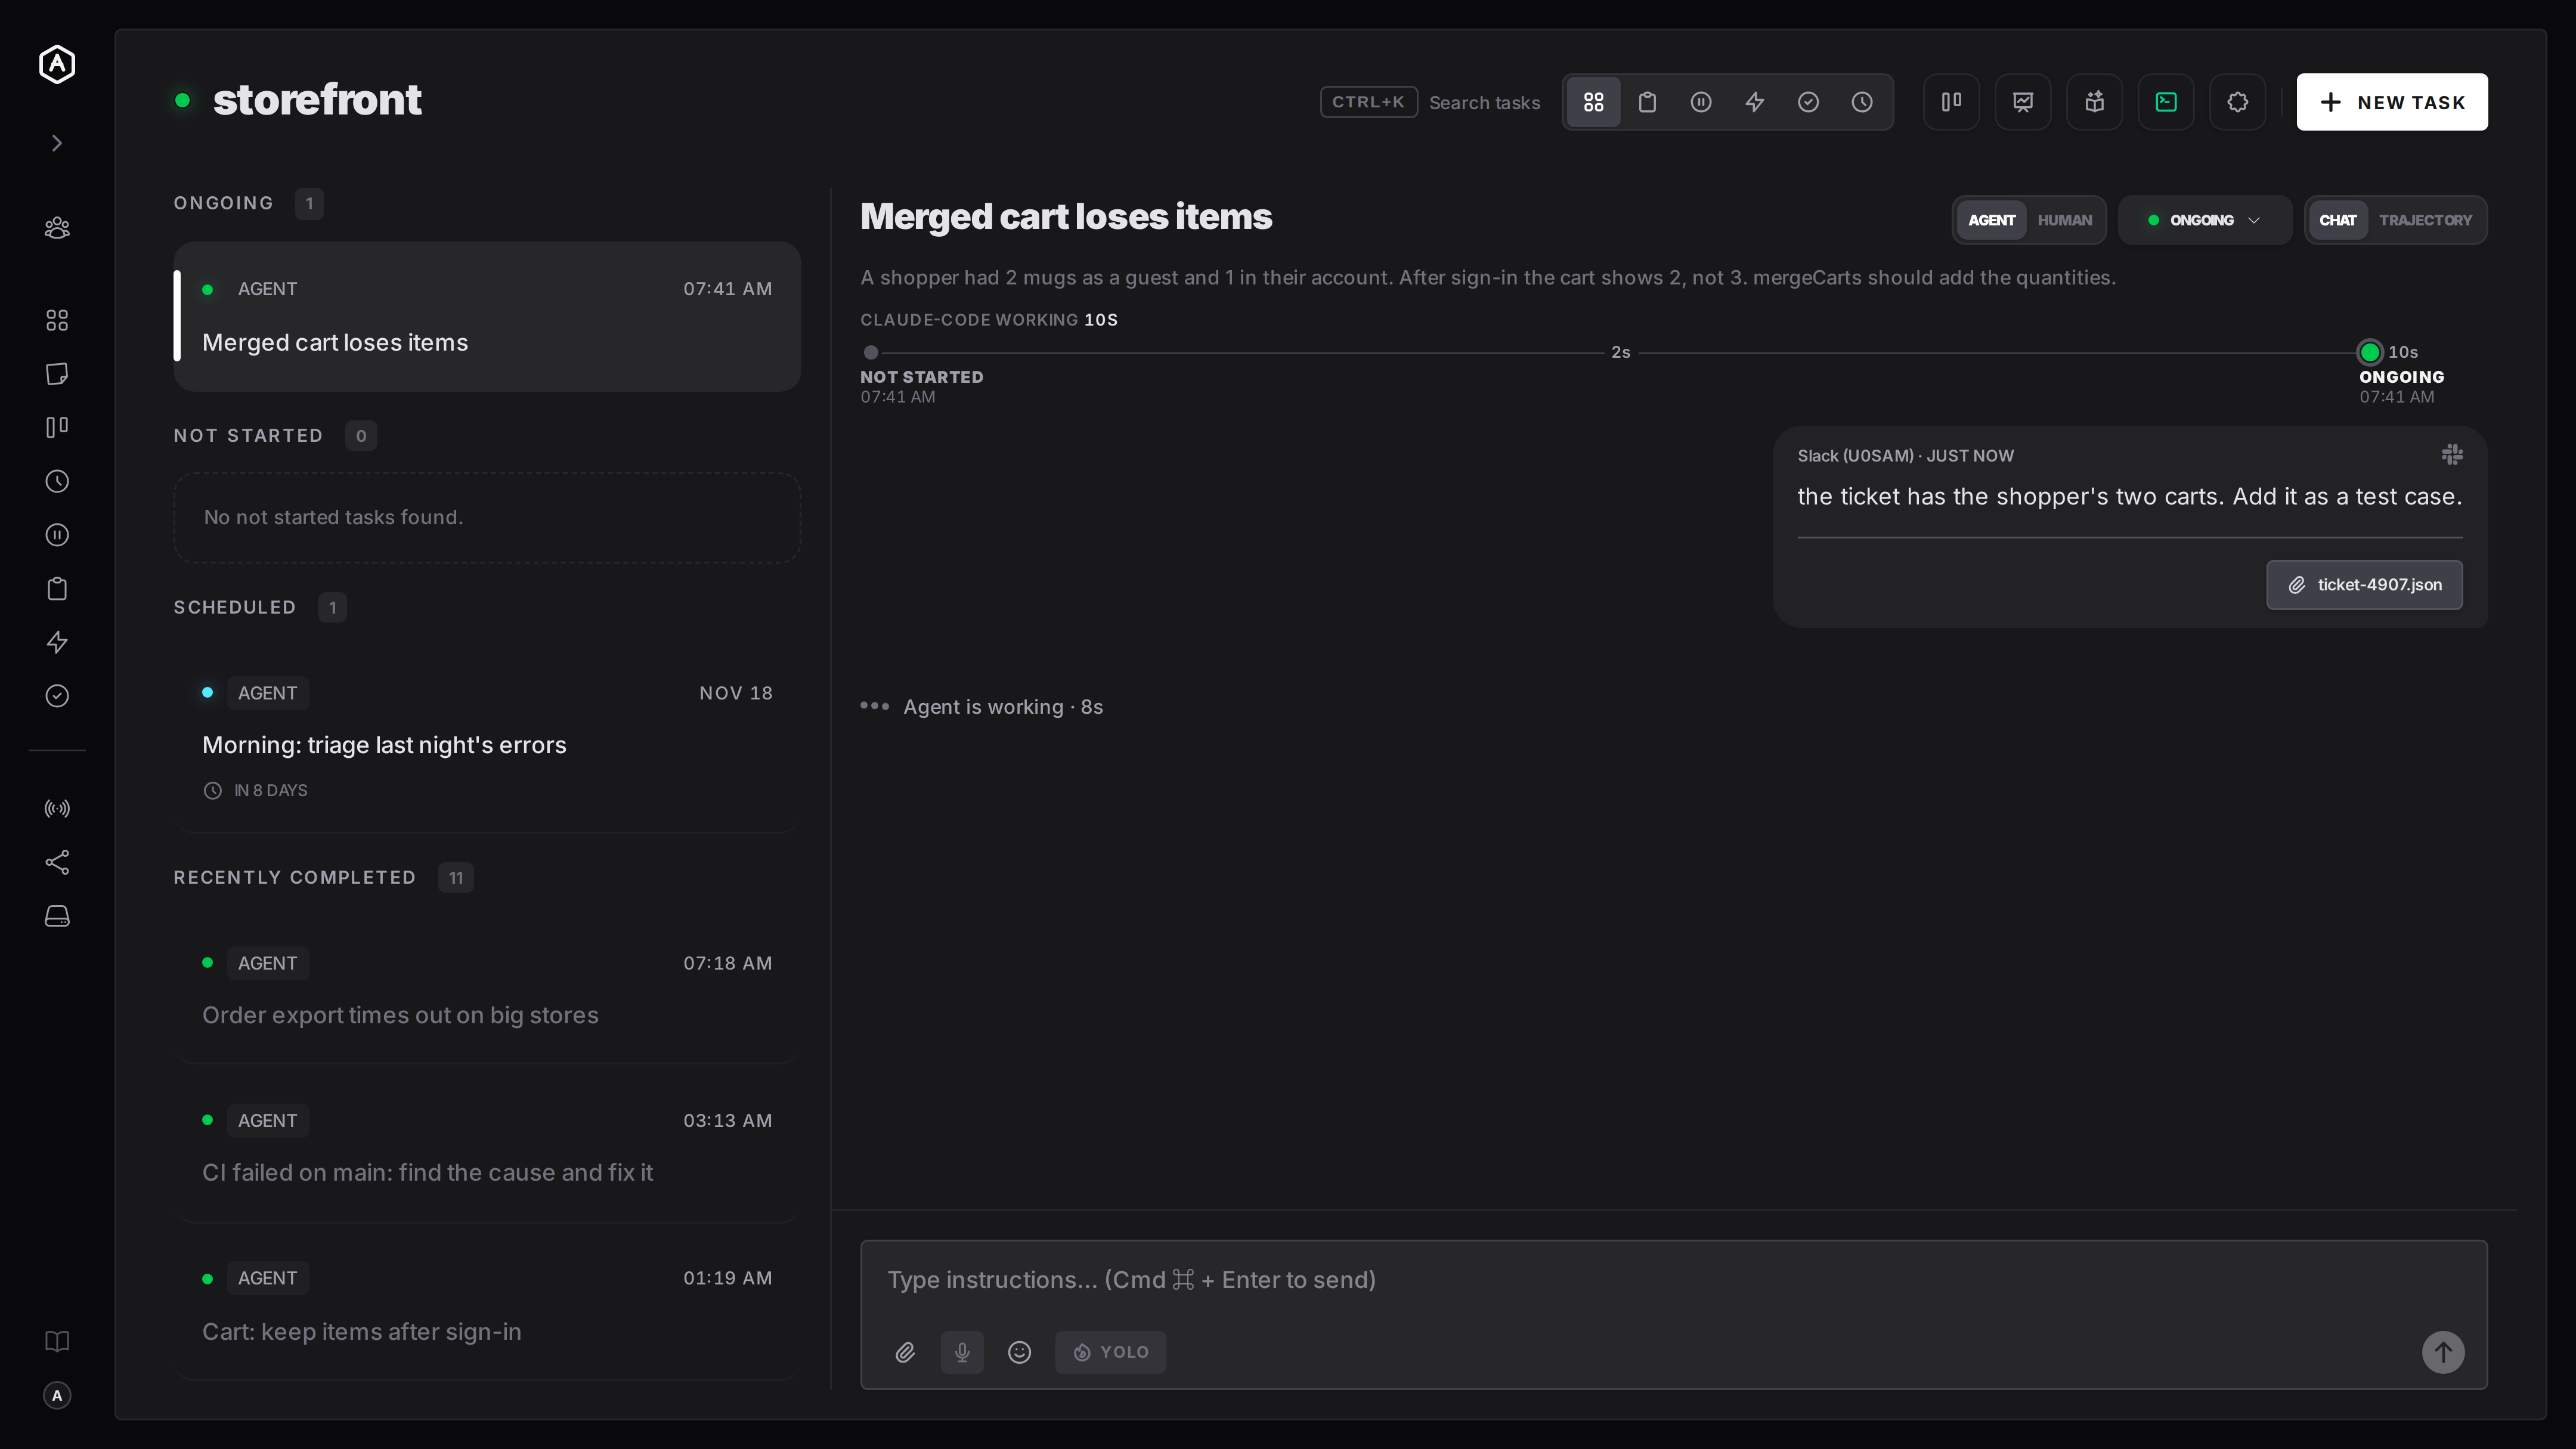 storefront
CTRL+K Search tasks
NEW TASK
ONGOING 1
AGENT 07:41 AM
Merged cart loses items
NOT STARTED 0
No not started tasks found.
SCHEDULED 1
AGENT NOV 18
Morning: triage last night's errors
IN 8 DAYS
RECENTLY COMPLETED 11
AGENT 07:18 AM
Order export times out on big stores
AGENT 03:13 AM
CI failed on main: find the cause and fix it
AGENT 01:19 AM
Cart: keep items after sign-in
A
Merged cart loses items
AGENT HUMAN ONGOING CHAT TRAJECTORY
A shopper had 2 mugs as a guest and 1 in their account. After sign-in the cart shows 2, not 3. mergeCarts should add the quantities.
CLAUDE-CODE WORKING 10S
2s 10s
NOT STARTED ONGOING
07:41 AM 07:41 AM
Slack (U0SAM) · JUST NOW
the ticket has the shopper's two carts. Add it as a test case.
ticket-4907.json
Agent is working · 8s
Type instructions... (Cmd ⌘ + Enter to send)
YOLO